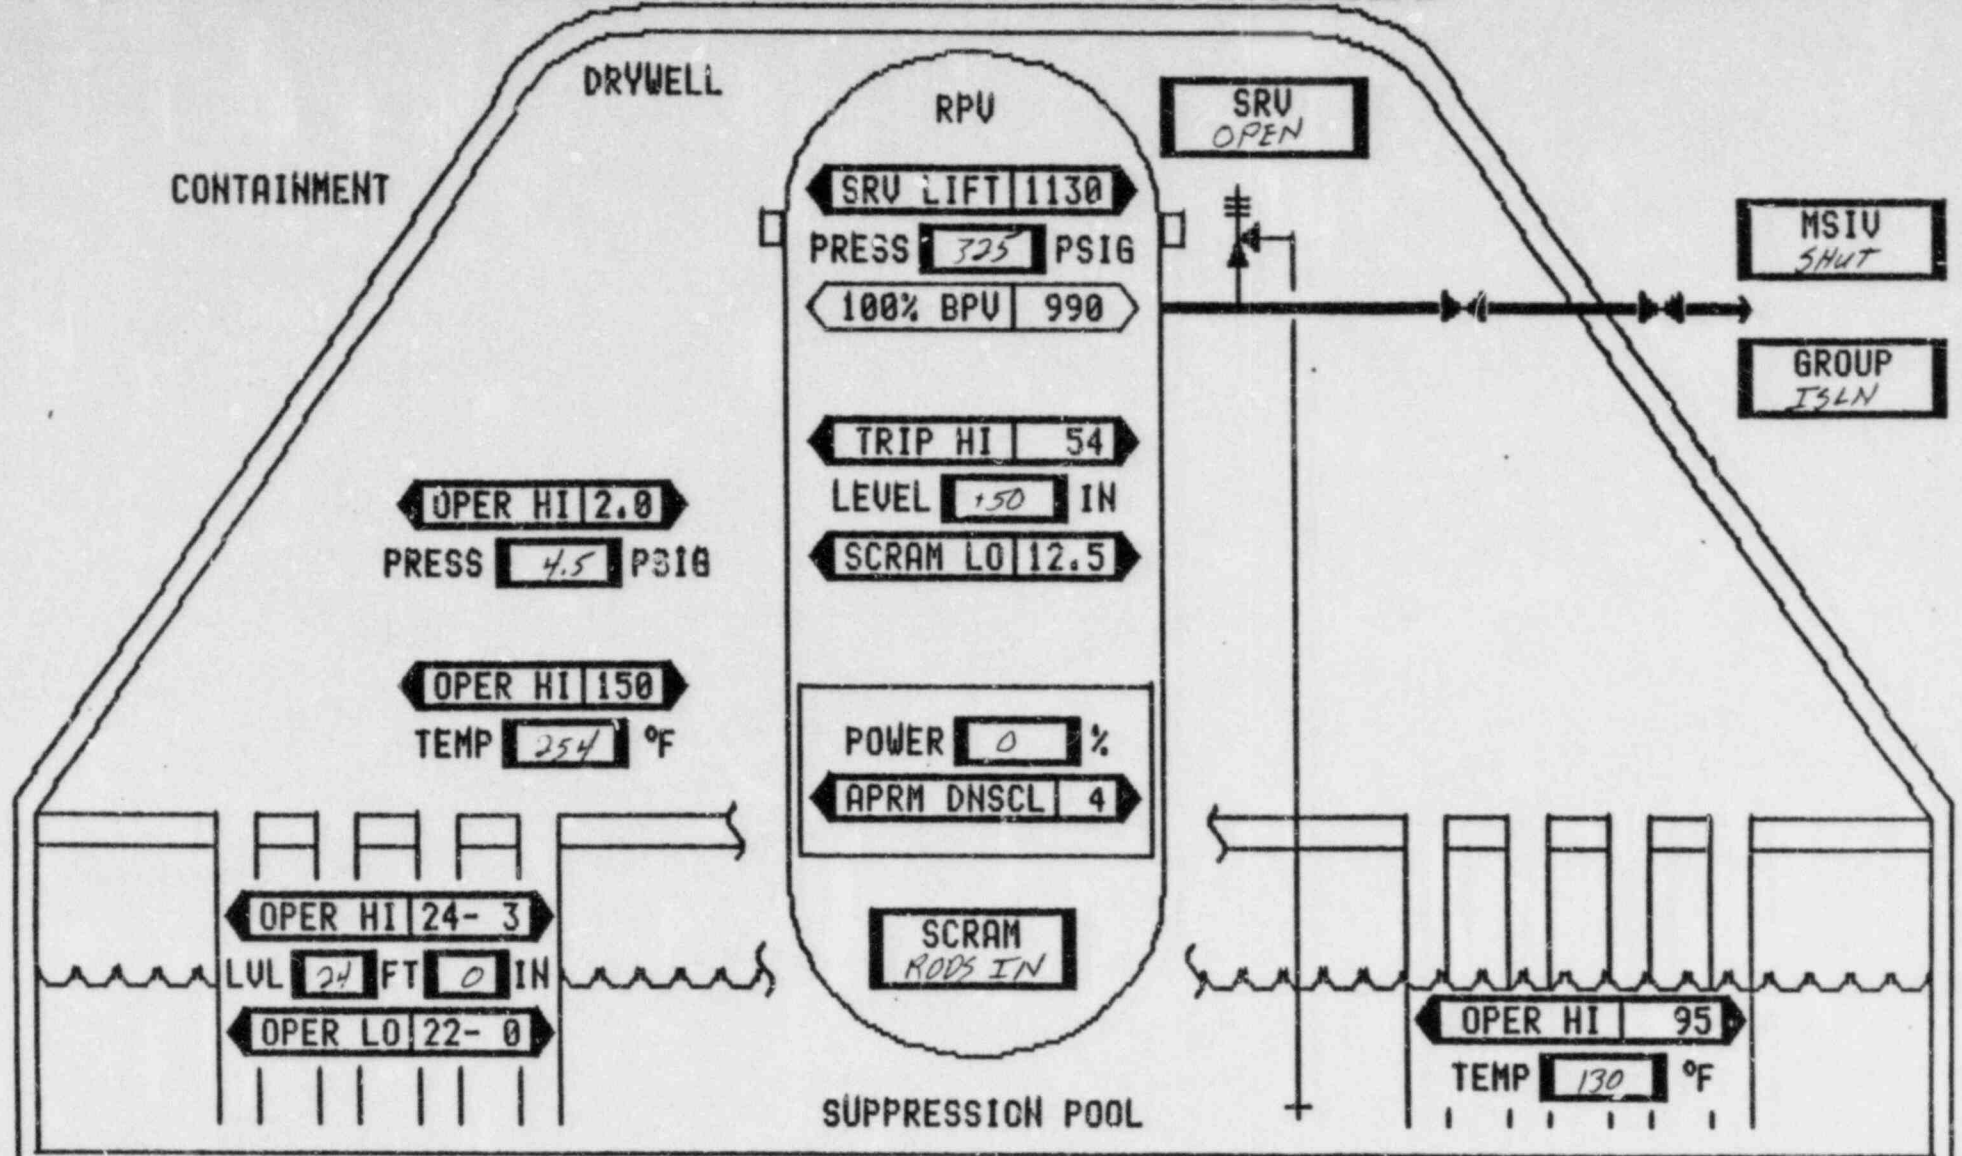 DRYWELL
CONTAINMENT
RPV
SRV
OPEN
SRV LIFT 1130
PRESS 325 PSIG
100% BPV 990
MSIV
SHUT
GROUP
ISLN
TRIP HI 54
LEVEL +50 IN
SCRAM LO 12.5
OPER HI 2.0
PRESS 4.5 PSIG
OPER HI 150
TEMP 254 °F
POWER 0 %
APRM DNSCL 4
OPER HI 24- 3
LVL 24 FT 0 IN
OPER LO 22- 0
SCRAM
RODS IN
OPER HI 95
TEMP 130 °F
SUPPRESSION POOL